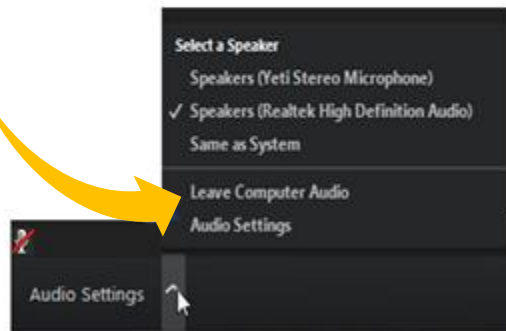 Select a Speaker
Speakers (Yeti Stereo Microphone)
✓ Speakers (Realtek High Definition Audio)
Same as System
Leave Computer Audio
Audio Settings
Audio Settings